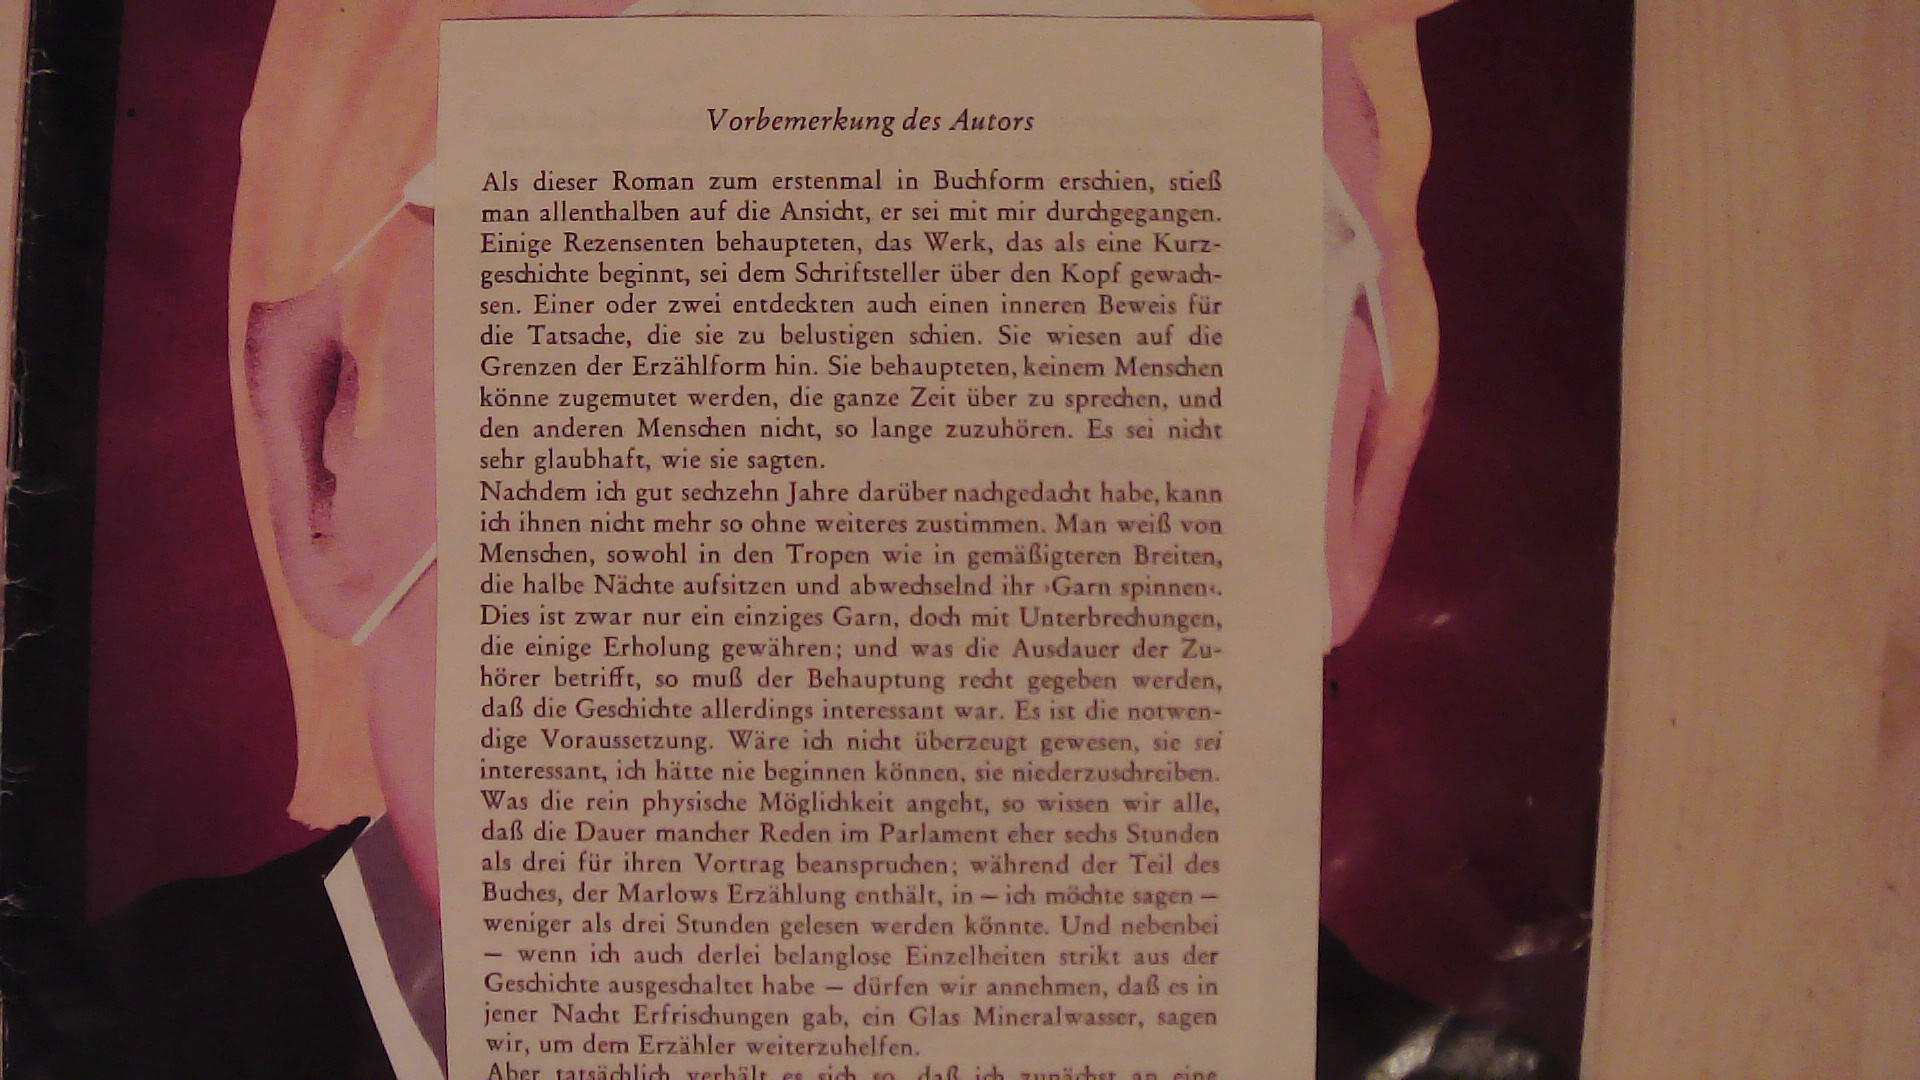 Vorbemerkung des Autors
Als dieser Roman zum erstenmal in Buchform erschien, stieß
man allenthalben auf die Ansicht, er sei mit mir durchgegangen.
Einige Rezensenten behaupteten, das Werk, das als eine Kurz-
geschichte beginnt, sei dem Schriftsteller über den Kopf gewach-
sen. Einer oder zwei entdeckten auch einen inneren Beweis für
die Tatsache, die sie zu belustigen schien. Sie wiesen auf die
Grenzen der Erzählform hin. Sie behaupteten, keinem Menschen
könne zugemutet werden, die ganze Zeit über zu sprechen, und
den anderen Menschen nicht, so lange zuzuhören. Es sei nicht
sehr glaubhaft, wie sie sagten.
Nachdem ich gut sechzehn Jahre darüber nachgedacht habe, kann
ich ihnen nicht mehr so ohne weiteres zustimmen. Man weiß von
Menschen, sowohl in den Tropen wie in gemäßigteren Breiten,
die halbe Nächte aufsitzen und abwechselnd ihr ›Garn spinnen‹.
Dies ist zwar nur ein einziges Garn, doch mit Unterbrechungen,
die einige Erholung gewähren; und was die Ausdauer der Zu-
hörer betrifft, so muß der Behauptung recht gegeben werden,
daß die Geschichte allerdings interessant war. Es ist die notwen-
dige Voraussetzung. Wäre ich nicht überzeugt gewesen, sie sei
interessant, ich hätte nie beginnen können, sie niederzuschreiben.
Was die rein physische Möglichkeit angeht, so wissen wir alle,
daß die Dauer mancher Reden im Parlament eher sechs Stunden
als drei für ihren Vortrag beanspruchen; während der Teil des
Buches, der Marlows Erzählung enthält, in — ich möchte sagen —
weniger als drei Stunden gelesen werden könnte. Und nebenbei
— wenn ich auch derlei belanglose Einzelheiten strikt aus der
Geschichte ausgeschaltet habe — dürfen wir annehmen, daß es in
jener Nacht Erfrischungen gab, ein Glas Mineralwasser, sagen
wir, um dem Erzähler weiterzuhelfen.
Aber tatsächlich verhält es sich so, daß ich zunächst an eine